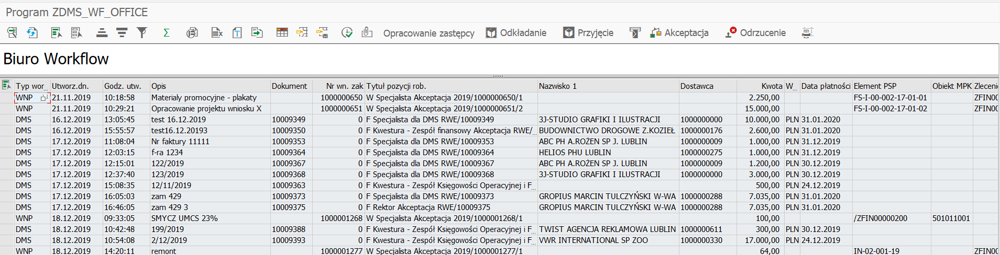 Program ZDMS_WF_OFFICE
Opracowanie zastępcy Odkładanie Przyjęcie Akceptacja Odrzucenie
Biuro Workflow
Typ wor... Utworz.dn. Godz. utw. Opis Dokument Nr wn. zak Tytuł pozycji rob. Nazwisko 1 Dostawca Kwota W... Data płatności Element PSP Obiekt MPK Zleceni
WNP 21.11.2019 10:18:58 Materialy promocyjne - plakaty 1000000650 W Specjalista Akceptacja 2019/1000000650/1 2.250,00 FS-I-00-002-17-01-01 ZFIN00
WNP 21.11.2019 10:29:21 Opracowanie projektu wniosku X 1000000651 W Specjalista Akceptacja 2019/1000000651/2 15.000,00 FS-I-00-002-17-01-02 ZFIN00
DMS 16.12.2019 13:05:45 test 16.12.2019 10009349 0 F Specjalista dla DMS RWE/10009349 3J-STUDIO GRAFIKI I ILUSTRACJI 1000000000 10.000,00 PLN 31.01.2020
DMS 16.12.2019 15:55:57 test16.12.20193 10009350 0 F Kwestura - Zespół finansowy Akceptacja RWE/... BUDOWNICTWO DROGOWE Z.KOZIEŁ 1000000176 2.600,00 PLN 31.01.2020
DMS 17.12.2019 11:08:04 Nr faktury 11111 10009353 0 F Specjalista dla DMS RWE/10009353 ABC PH A.ROŻEN SP J. LUBLIN 1000000009 1.000,00 PLN 31.12.2019
DMS 17.12.2019 12:03:15 f-ra 1234 10009364 0 F Specjalista dla DMS RWE/10009364 HELIOS PHU LUBLIN 1000000275 1.000,00 PLN 31.12.2019
DMS 17.12.2019 12:15:01 122/2019 10009367 0 F Specjalista dla DMS RWE/10009367 ABC PH A.ROŻEN SP J. LUBLIN 1000000009 1.200,00 PLN 30.12.2019
DMS 17.12.2019 12:37:40 123/2019 10009368 0 F Specjalista dla DMS RWE/10009368 3J-STUDIO GRAFIKI I ILUSTRACJI 1000000000 3.000,00 PLN 30.12.2019
DMS 17.12.2019 15:08:35 12/11/2019 10009363 0 F Kwestura - Zespół Księgowości Operacyjnej i F... 500,00 PLN 24.12.2019
DMS 17.12.2019 16:05:03 zam 429 10009373 0 F Specjalista dla DMS RWE/10009373 GROPIUS MARCIN TULCZYŃSKI W-WA 1000000288 7.035,00 PLN 31.01.2020
DMS 17.12.2019 16:46:05 zam 429 3 10009375 0 F Rektor Akceptacja RWE/10009375 GROPIUS MARCIN TULCZYŃSKI W-WA 1000000288 7.035,00 PLN 31.01.2020
WNP 18.12.2019 09:33:05 SMYCZ UMCS 23% 1000001268 W Specjalista Akceptacja 2019/1000001268/1 100,00 /ZFIN00000200 501011001
DMS 18.12.2019 10:42:48 199/2019 10009388 0 F Kwestura - Zespół Księgowości Operacyjnej i F... TWIST AGENCJA REKLAMOWA LUBLIN 1000000611 300,00 PLN 30.12.2019
DMS 18.12.2019 10:54:08 2/12/2019 10009393 0 F Kwestura - Zespół Księgowości Operacyjnej i F... VWR INTERNATIONAL SP ZOO 1000000330 17.000,00 PLN 24.12.2019
WNP 18.12.2019 14:20:11 remont 1000001277 W Specjalista Akceptacja 2019/1000001277/1 64,00 IN-02-001-19 ZFIN00